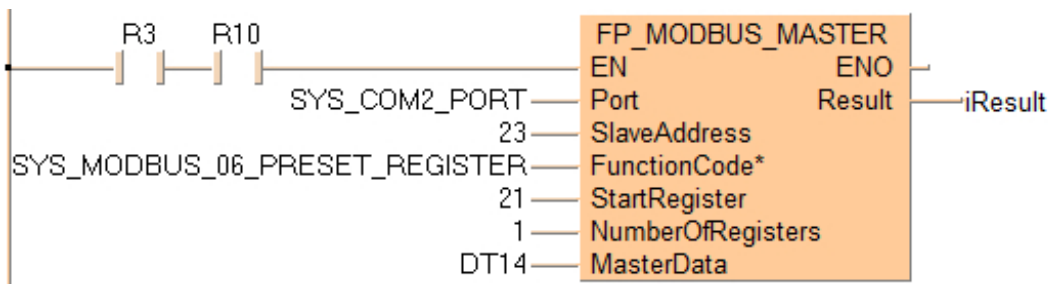 R3 R10 FP_MODBUS_MASTER
EN ENO
SYS_COM2_PORT Port Result iResult
23 SlaveAddress
SYS_MODBUS_06_PRESET_REGISTER FunctionCode*
21 StartRegister
1 NumberOfRegisters
DT14 MasterData